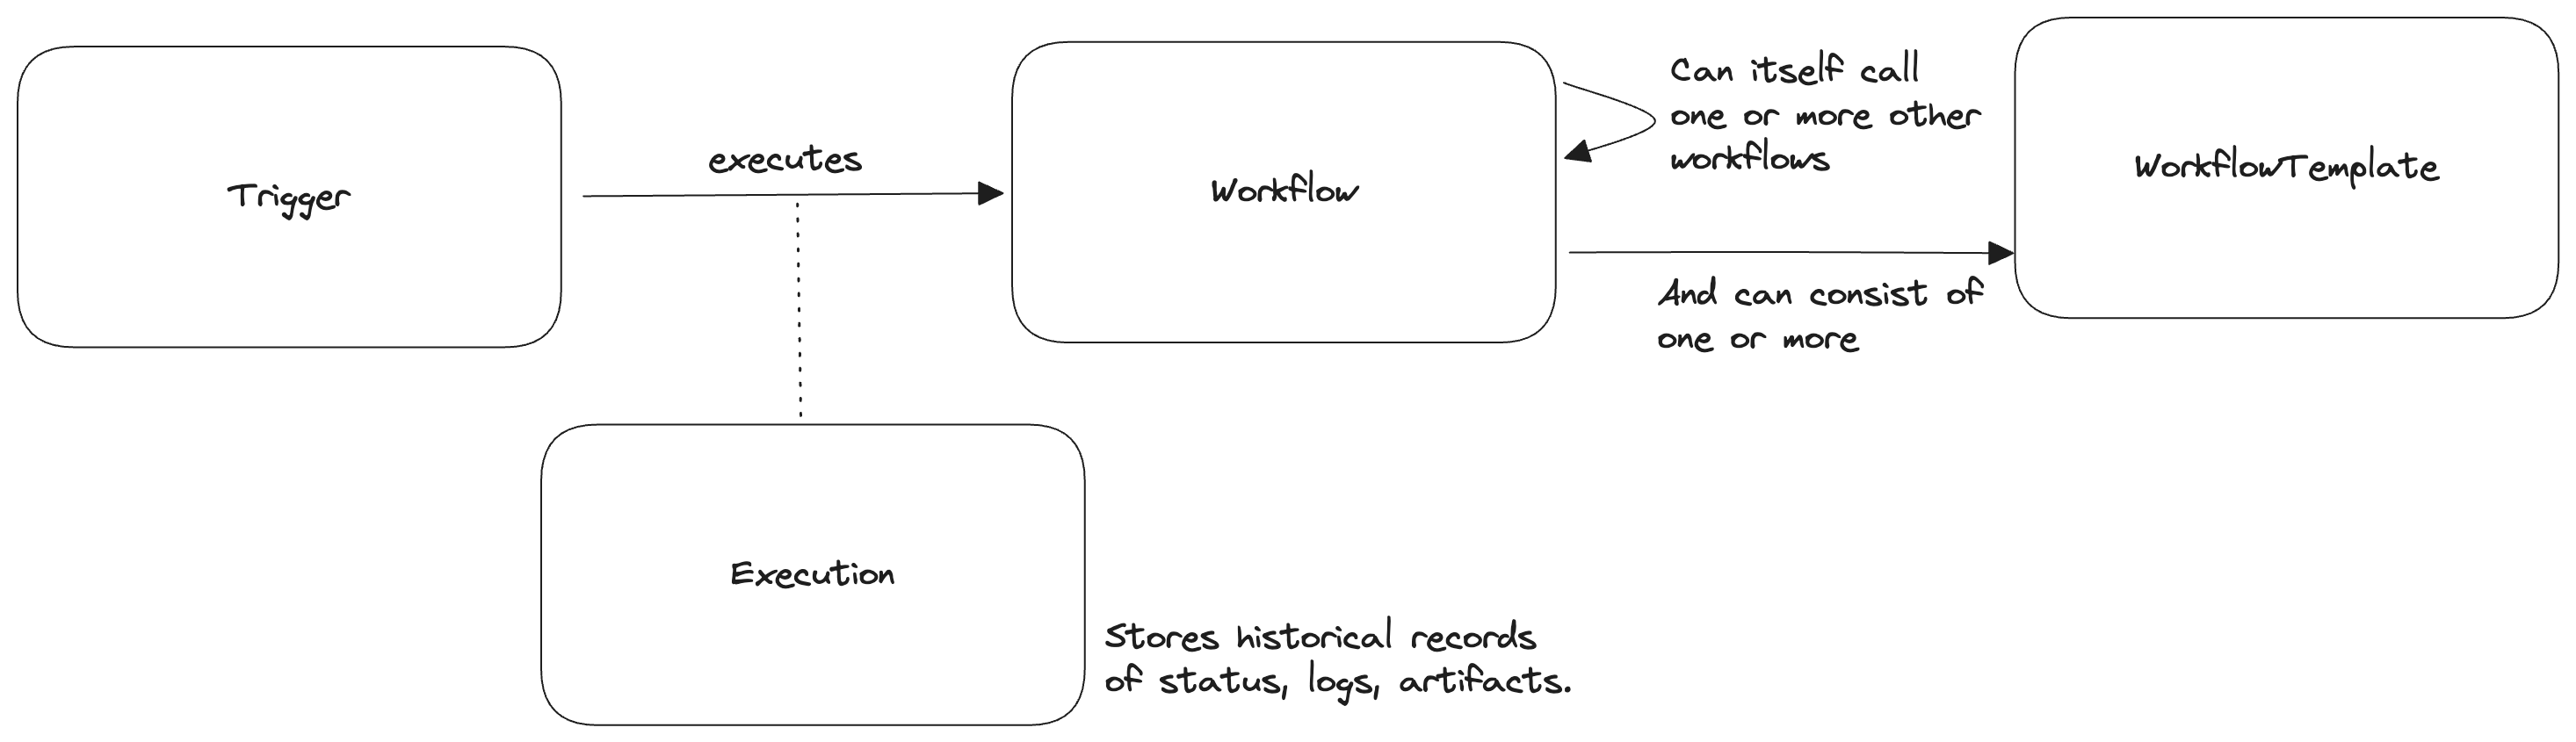 Trigger
executes
Workflow
Can itself call
one or more other
workflows
And can consist of
one or more
WorkflowTemplate
Execution
Stores historical records
of status, logs, artifacts.